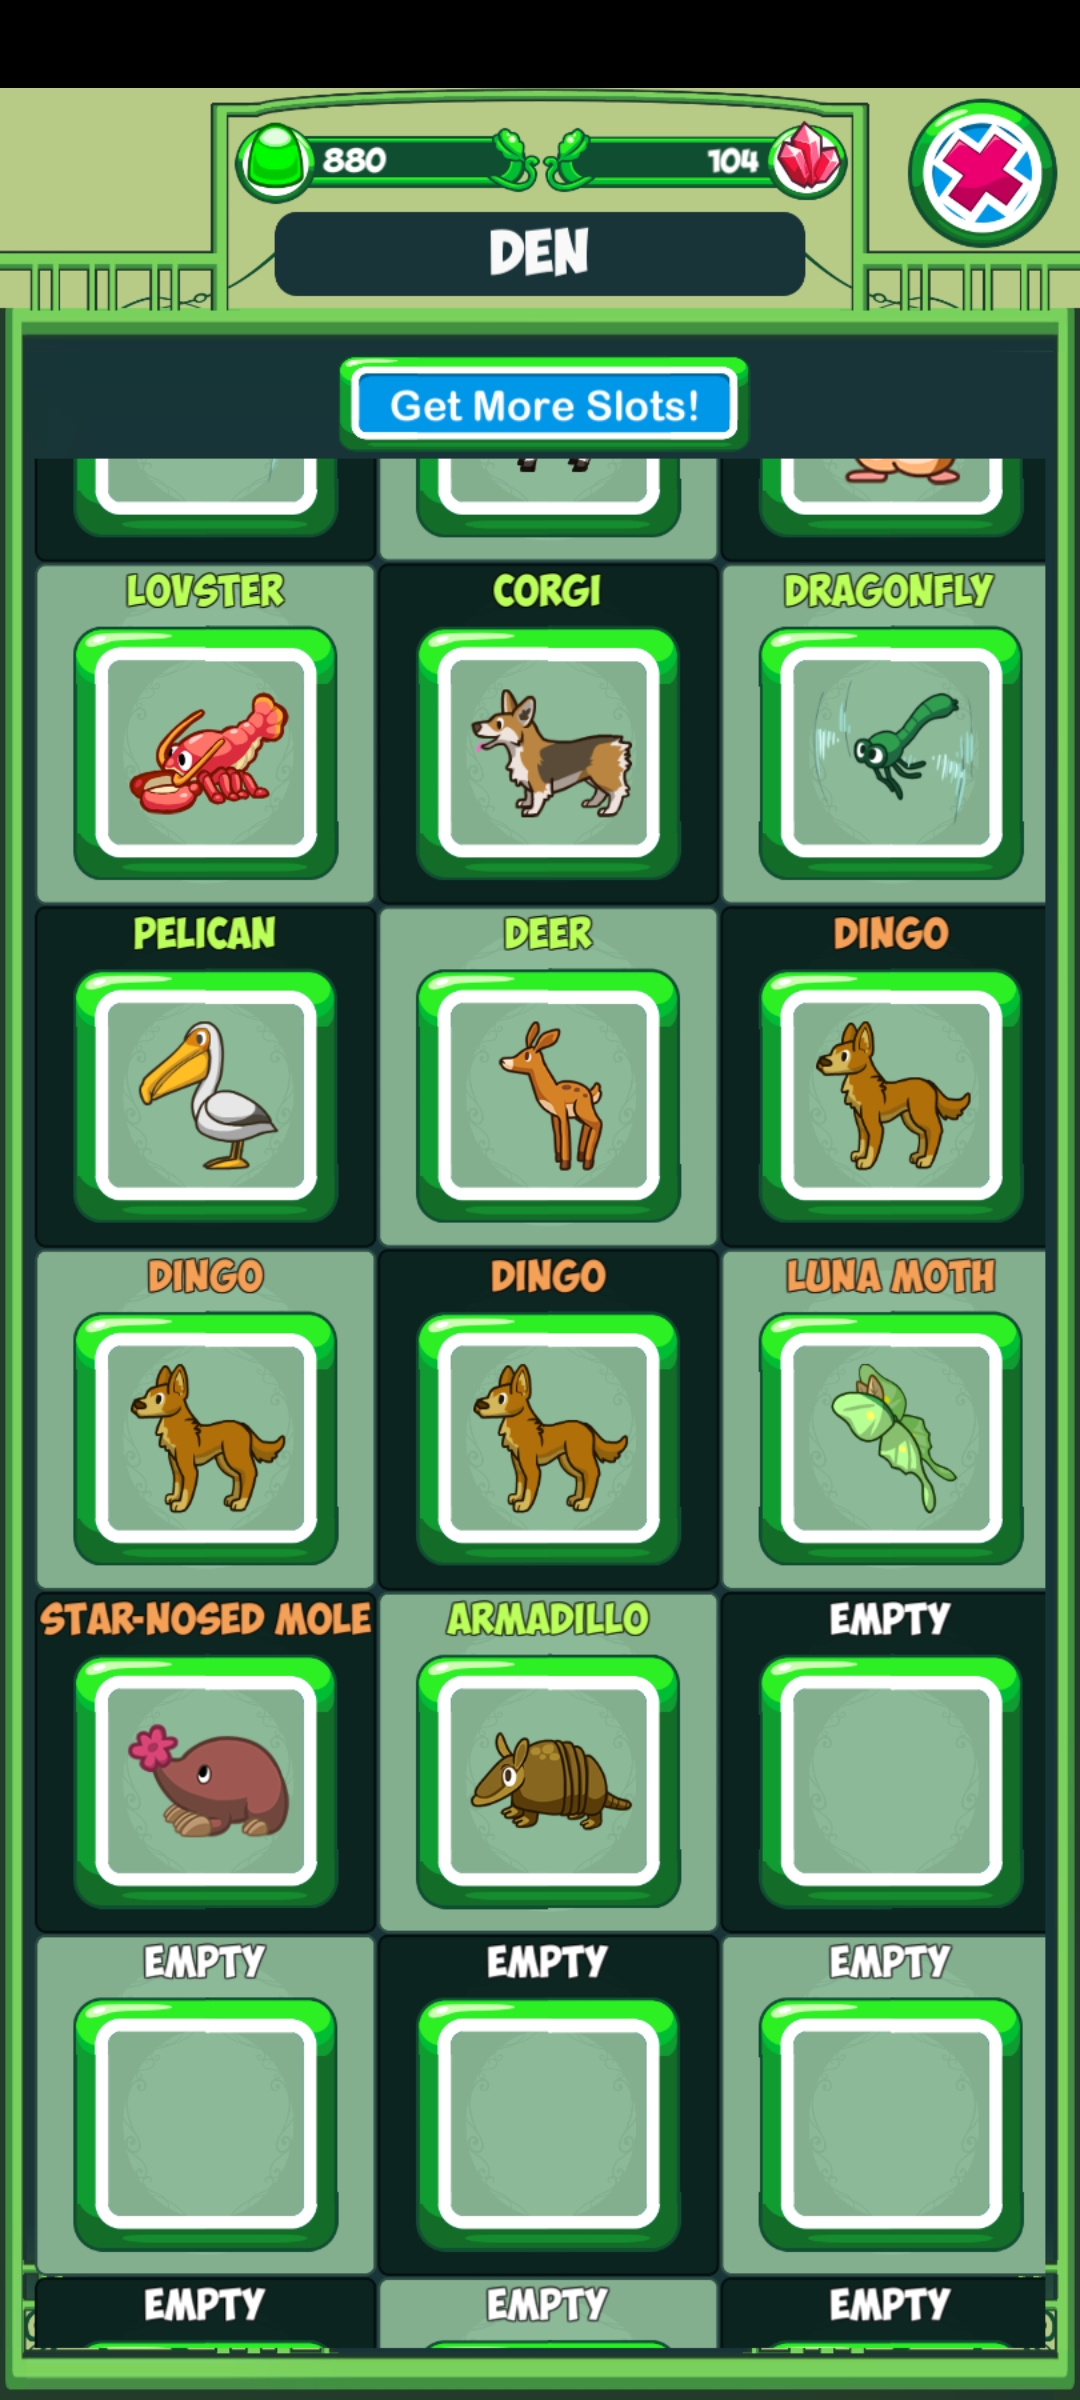 880
104
DEN
Get More Slots!
LOVSTER
CORGI
DRAGONFLY
PELICAN
DEER
DINGO
DINGO
DINGO
LUNA MOTH
STAR-NOSED MOLE
ARMADILLO
EMPTY
EMPTY
EMPTY
EMPTY
EMPTY
EMPTY
EMPTY